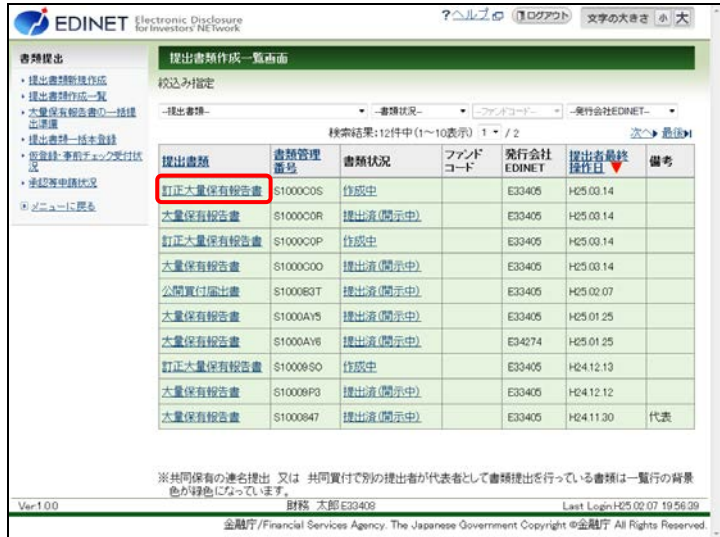 EDINET Electronic Disclosure for Investors' NETwork
?ヘルプ ログアウト 文字の大きさ 小 大
書類提出
・提出書類新規作成
・提出書類作成一覧
・大量保有報告書の一括提出準備
・提出書類一括本登録
・仮登録・事前チェック受付状況
・承認等申請状況
メニューに戻る
提出書類作成一覧画面
絞込み指定
--提出書類-- --書類状況-- --ファンドコード-- --発行会社EDINET--
検索結果:12件中(1～10表示) 1 / 2 次へ 最後
提出書類 書類管理番号 書類状況 ファンドコード 発行会社EDINET 提出者最終操作日▼ 備考
訂正大量保有報告書 S1000C0S 作成中 E33405 H25.03.14
大量保有報告書 S1000C0R 提出済(開示中) E33405 H25.03.14
訂正大量保有報告書 S1000C0P 作成中 E33405 H25.03.14
大量保有報告書 S1000C0O 提出済(開示中) E33405 H25.03.14
公開買付届出書 S1000B3T 提出済(開示中) E33405 H25.02.07
大量保有報告書 S1000AY5 提出済(開示中) E33405 H25.01.25
大量保有報告書 S1000AY6 提出済(開示中) E34274 H25.01.25
訂正大量保有報告書 S10009SO 作成中 E33405 H24.12.13
大量保有報告書 S10009P3 提出済(開示中) E33405 H24.12.12
大量保有報告書 S1000847 提出済(開示中) E33405 H24.11.30 代表
※共同保有の連名提出 又は 共同買付で別の提出者が代表者として書類提出を行っている書類は一覧行の背景色が緑色になっています。
Ver.1.0.0 財務 太郎 E33408 Last Login:H25.02.07 19:56:39
金融庁/Financial Services Agency. The Japanese Government Copyright ©金融庁 All Rights Reserved.